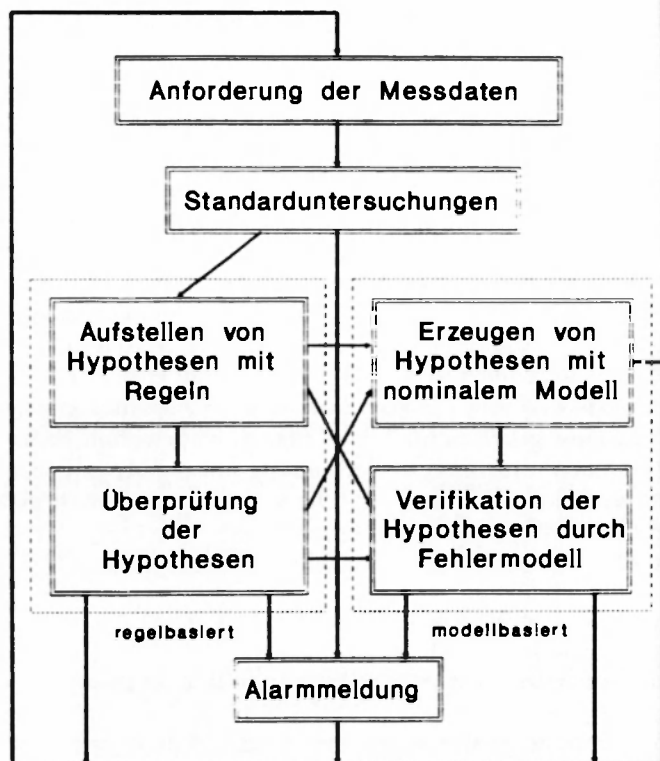 Anforderung der Messdaten
Standarduntersuchungen
Aufstellen von
Hypothesen mit
Regeln
Erzeugen von
Hypothesen mit
nominalem Modell
Überprüfung
der
Hypothesen
Verifikation der
Hypothesen durch
Fehlermodell
regelbasiert
modellbasiert
Alarmmeldung